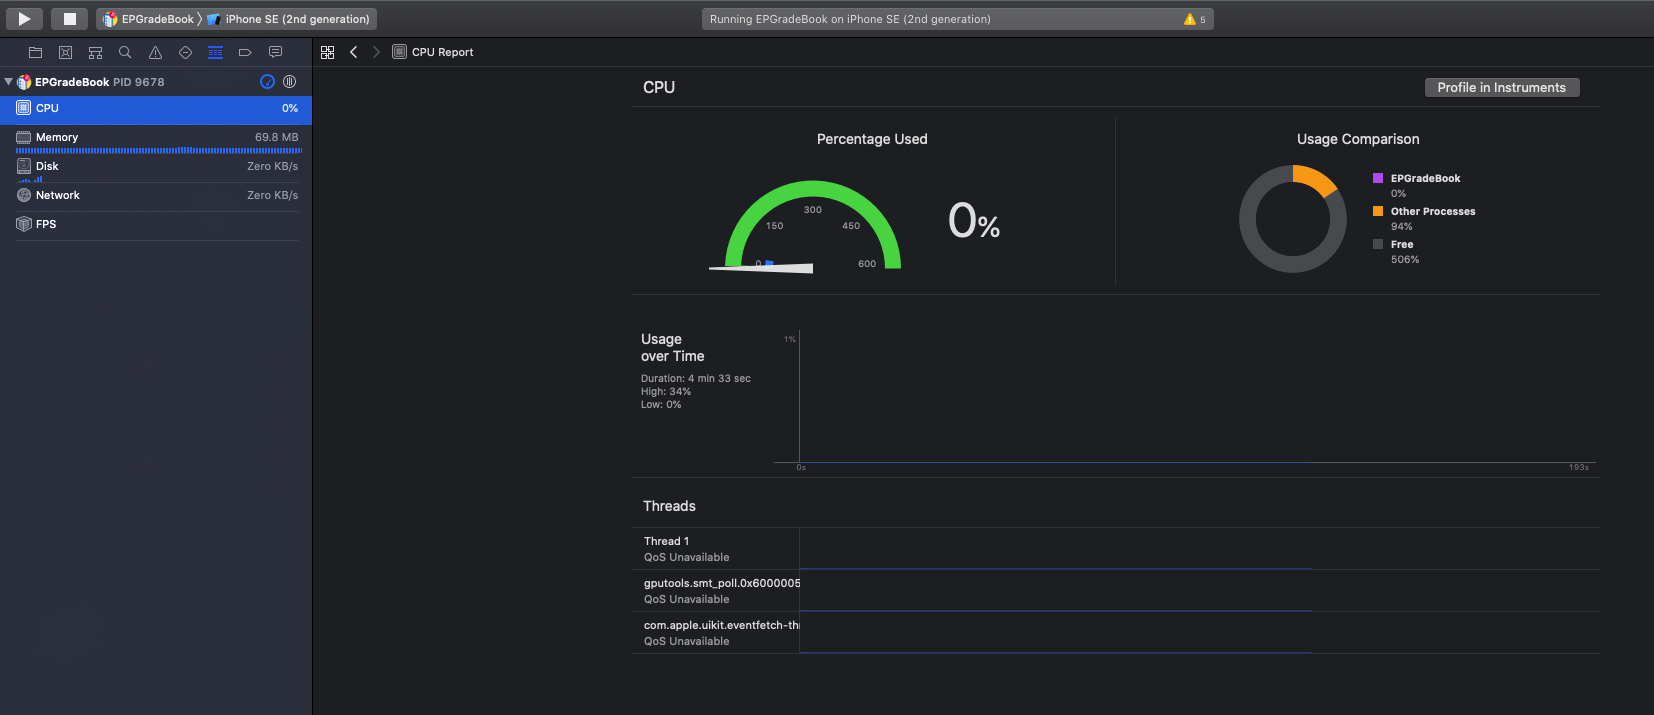 EPGradeBook
iPhone SE (2nd generation)
Running EPGradeBook on iPhone SE (2nd generation)
5
CPU Report
EPGradeBook PID 9678
CPU 0%
Memory 69.8 MB
Disk Zero KB/s
Network Zero KB/s
FPS
CPU
Profile in Instruments
Percentage Used
0
150
300
450
600
0%
Usage Comparison
EPGradeBook
0%
Other Processes
94%
Free
506%
Usage
over Time
Duration: 4 min 33 sec
High: 34%
Low: 0%
1%
0s
193s
Threads
Thread 1
QoS Unavailable
gputools.smt_poll.0x6000005
QoS Unavailable
com.apple.uikit.eventfetch-th
QoS Unavailable